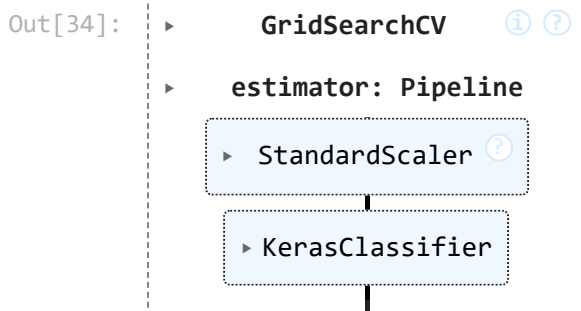 Out[34]: ▸ GridSearchCV i ?
▸ estimator: Pipeline
▸ StandardScaler ?
▸ KerasClassifier